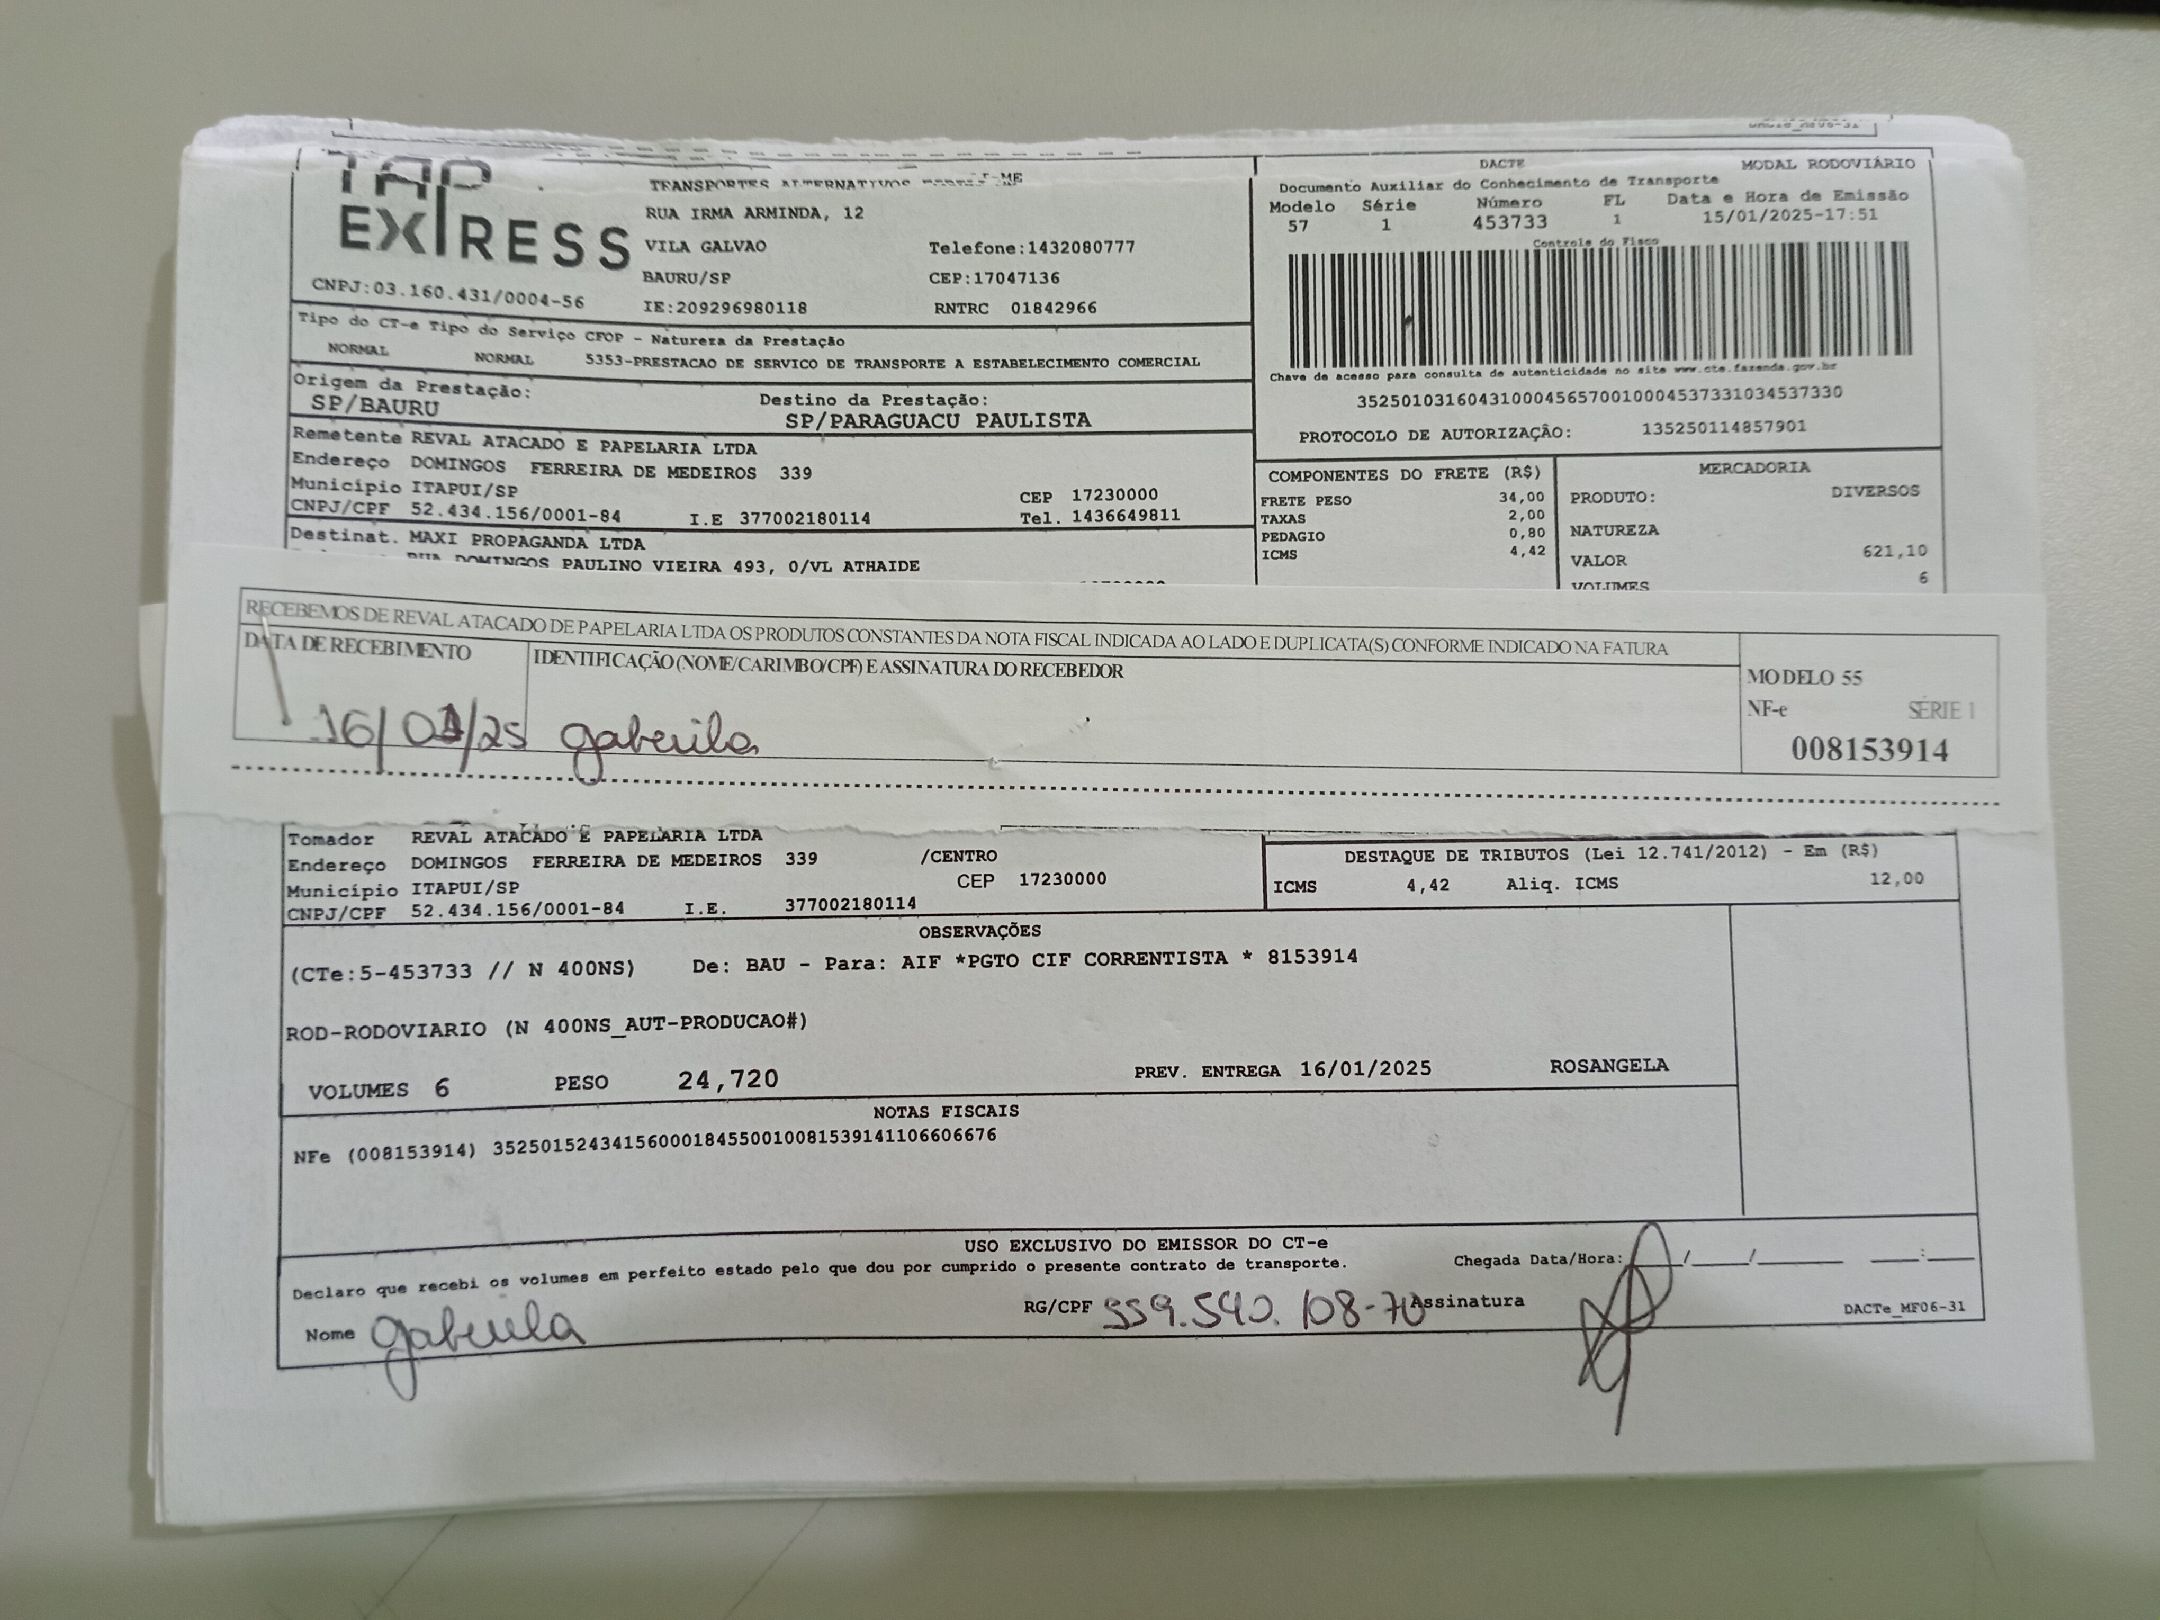 DACTe_MF06-31
TAP
EXPRESS
TRANSPORTES ALTERNATIVOS
RUA IRMA ARMINDA, 12
VILA GALVAO Telefone:1432080777
BAURU/SP CEP:17047136
CNPJ:03.160.431/0004-56 IE:209296980118 RNTRC 01842966
DACTE MODAL RODOVIÁRIO
Documento Auxiliar do Conhecimento de Transporte
Modelo Série Número FL Data e Hora de Emissão
57 1 453733 1 15/01/2025-17:51
Controle do Fisco
Chave de acesso para consulta de autenticidade no site www.cte.fazenda.gov.br
35250103160431000456570010004537331034537330
PROTOCOLO DE AUTORIZAÇÂO: 135250114857901
Tipo do CT-e Tipo do Serviço CFOP - Natureza da Prestação
NORMAL NORMAL 5353-PRESTACAO DE SERVICO DE TRANSPORTE A ESTABELECIMENTO COMERCIAL
Origem da Prestação: Destino da Prestação:
SP/BAURU SP/PARAGUACU PAULISTA
Remetente REVAL ATACADO E PAPELARIA LTDA
Endereço DOMINGOS FERREIRA DE MEDEIROS 339
Município ITAPUI/SP CEP 17230000
CNPJ/CPF 52.434.156/0001-84 I.E 377002180114 Tel. 1436649811
Destinat. MAXI PROPAGANDA LTDA
RUA DOMINGOS PAULINO VIEIRA 493, 0/VL ATHAIDE
COMPONENTES DO FRETE (R$) MERCADORIA
FRETE PESO 34,00 PRODUTO: DIVERSOS
TAXAS 2,00
PEDAGIO 0,80 NATUREZA
ICMS 4,42 VALOR 621,10
VOLUMES 6
RECEBEMOS DE REVAL ATACADO DE PAPELARIA LTDA OS PRODUTOS CONSTANTES DA NOTA FISCAL INDICADA AO LADO E DUPLICATA(S) CONFORME INDICADO NA FATURA
DATA DE RECEBIMENTO IDENTIFICAÇÃO (NOME/CARIMBO/CPF) E ASSINATURA DO RECEBEDOR
16/01/25 gaberila
MODELO 55
NF-e SÉRIE 1
008153914
Tomador REVAL ATACADO E PAPELARIA LTDA
Endereço DOMINGOS FERREIRA DE MEDEIROS 339 /CENTRO
Município ITAPUI/SP CEP 17230000
CNPJ/CPF 52.434.156/0001-84 I.E. 377002180114
DESTAQUE DE TRIBUTOS (Lei 12.741/2012) - Em (R$)
ICMS 4,42 Aliq. ICMS 12,00
OBSERVAÇÕES
(CTe:5-453733 // N 400NS) De: BAU - Para: AIF *PGTO CIF CORRENTISTA * 8153914
ROD-RODOVIARIO (N 400NS_AUT-PRODUCAO#)
VOLUMES 6 PESO 24,720 PREV. ENTREGA 16/01/2025 ROSANGELA
NOTAS FISCAIS
NFe (008153914) 35250152434156000184550010081539141106606676
USO EXCLUSIVO DO EMISSOR DO CT-e
Declaro que recebi os volumes em perfeito estado pelo que dou por cumprido o presente contrato de transporte. Chegada Data/Hora: / / :
Nome gaberila RG/CPF 559.540.108-70 Assinatura DACTe_MF06-31